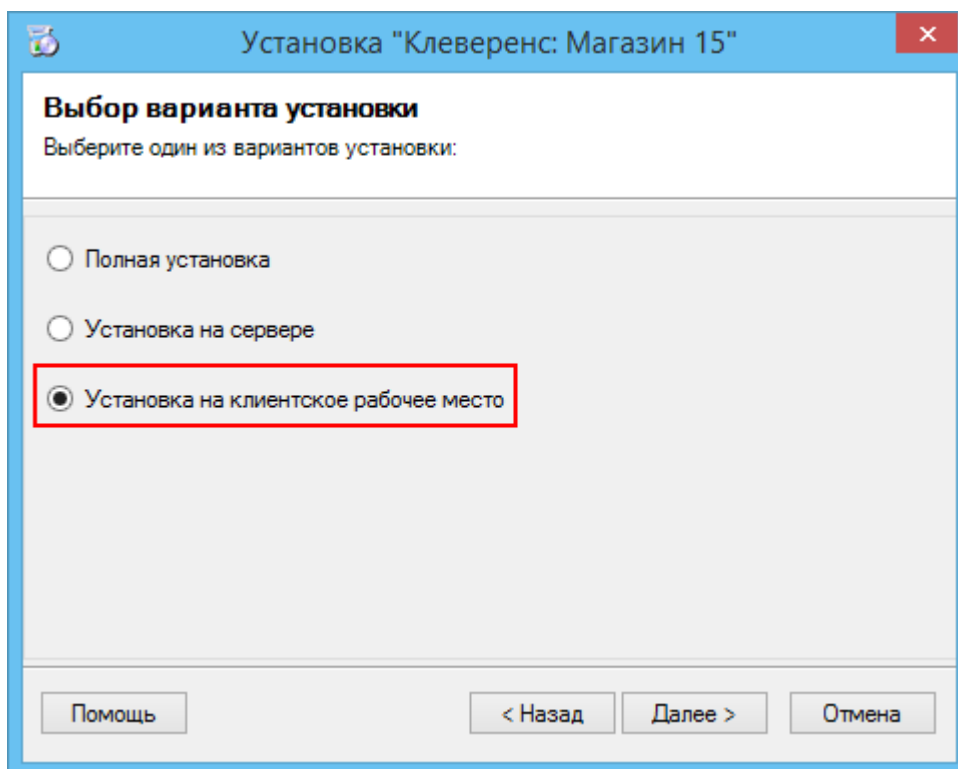 Установка "Клеверенс: Магазин 15"
Выбор варианта установки
Выберите один из вариантов установки:
Полная установка
Установка на сервере
Установка на клиентское рабочее место
Помощь
< Назад
Далее >
Отмена